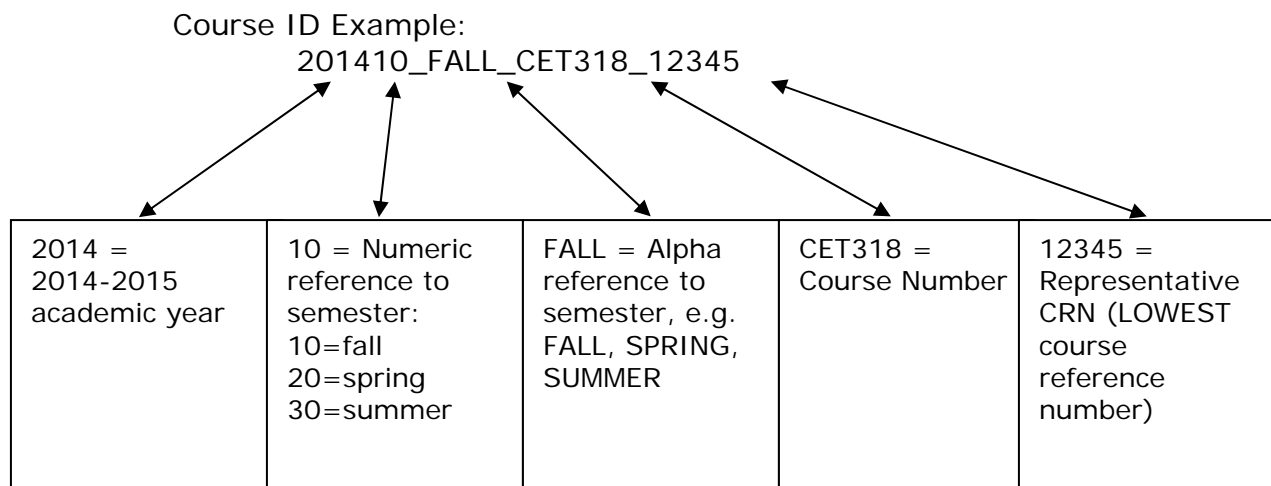 Course ID Example:
201410_FALL_CET318_12345
2014 =
2014-2015
academic year
10 = Numeric
reference to
semester:
10=fall
20=spring
30=summer
FALL = Alpha
reference to
semester, e.g.
FALL, SPRING,
SUMMER
CET318 =
Course Number
12345 =
Representative
CRN (LOWEST
course
reference
number)